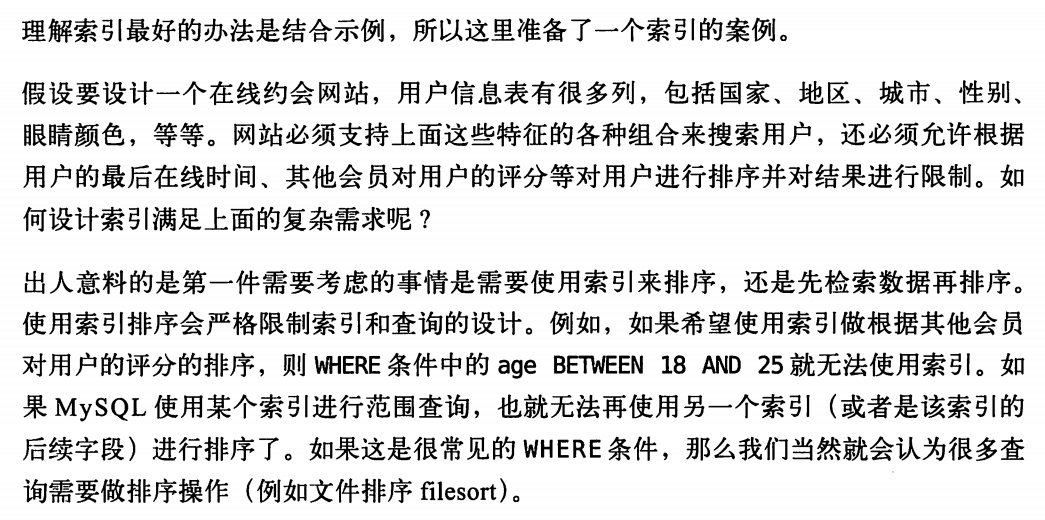 理解索引最好的办法是结合示例，所以这里准备了一个索引的案例。
假设要设计一个在线约会网站，用户信息表有很多列，包括国家、地区、城市、性别、
眼睛颜色，等等。网站必须支持上面这些特征的各种组合来搜索用户，还必须允许根据
用户的最后在线时间、其他会员对用户的评分等对用户进行排序并对结果进行限制。如
何设计索引满足上面的复杂需求呢？
出人意料的是第一件需要考虑的事情是需要使用索引来排序，还是先检索数据再排序。
使用索引排序会严格限制索引和查询的设计。例如，如果希望使用索引做根据其他会员
对用户的评分的排序，则 WHERE 条件中的 age BETWEEN 18 AND 25 就无法使用索引。如
果 MySQL 使用某个索引进行范围查询，也就无法再使用另一个索引（或者是该索引的
后续字段）进行排序了。如果这是很常见的 WHERE 条件，那么我们当然就会认为很多查
询需要做排序操作（例如文件排序 filesort）。